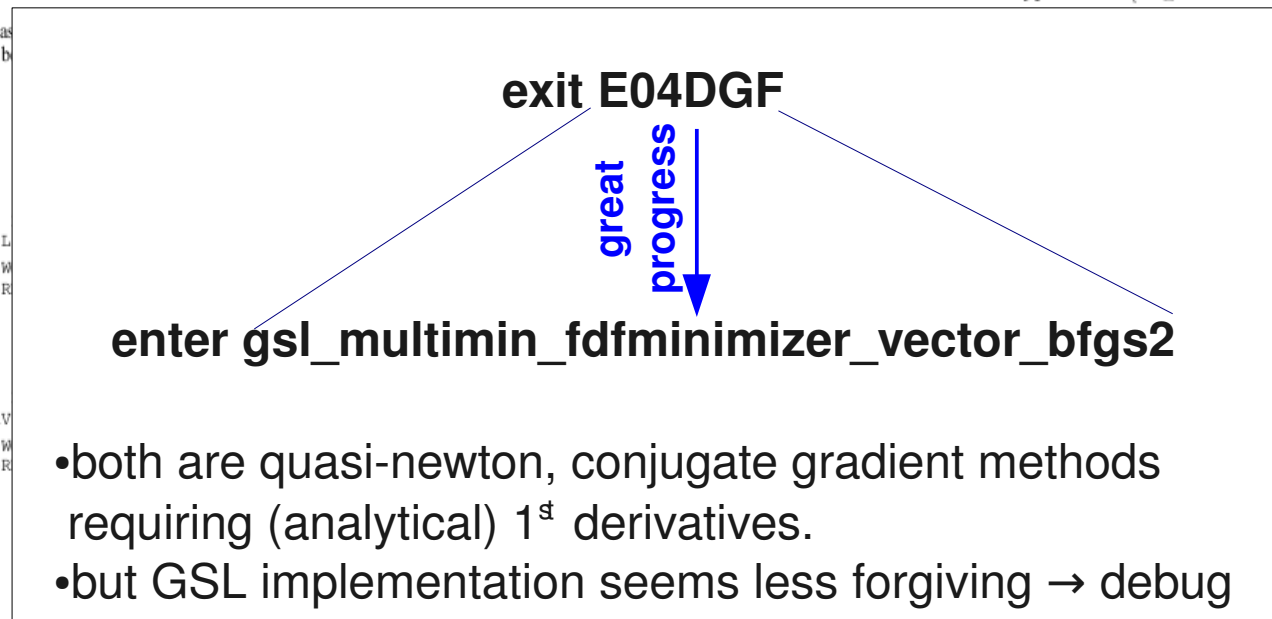 exit E04DGF
great
progress
enter gsl_multimin_fdfminimizer_vector_bfgs2
•both are quasi-newton, conjugate gradient methods
requiring (analytical) 1st derivatives.
•but GSL implementation seems less forgiving → debug